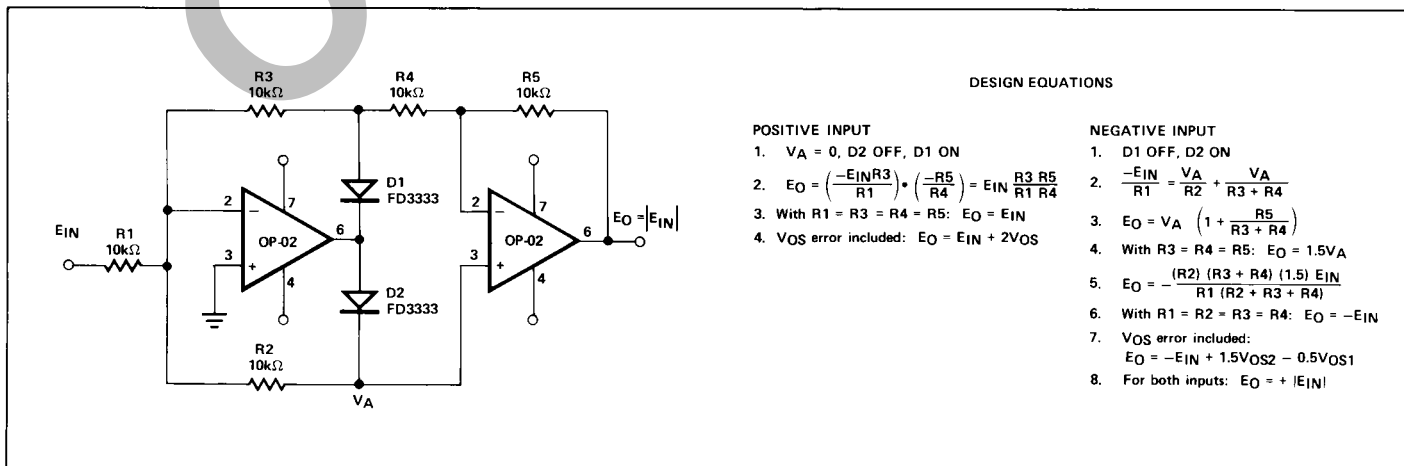 R3
10kΩ
R4
10kΩ
R5
10kΩ
D1
FD3333
2
7
OP-02
6
3
4
EIN
R1
10kΩ
D2
FD3333
2
7
OP-02
6
3
4
EO = |EIN|
R2
10kΩ
VA
DESIGN EQUATIONS
POSITIVE INPUT
1. VA = 0, D2 OFF, D1 ON
2. EO = (-EINR3 / R1) • (-R5 / R4) = EIN R3 R5 / R1 R4
3. With R1 = R3 = R4 = R5: EO = EIN
4. VOS error included: EO = EIN + 2VOS
NEGATIVE INPUT
1. D1 OFF, D2 ON
2. -EIN / R1 = VA / R2 + VA / R3 + R4
3. EO = VA (1 + R5 / R3 + R4)
4. With R3 = R4 = R5: EO = 1.5VA
5. EO = - (R2) (R3 + R4) (1.5) EIN / R1 (R2 + R3 + R4)
6. With R1 = R2 = R3 = R4: EO = -EIN
7. VOS error included:
EO = -EIN + 1.5VOS2 - 0.5VOS1
8. For both inputs: EO = + |EIN|